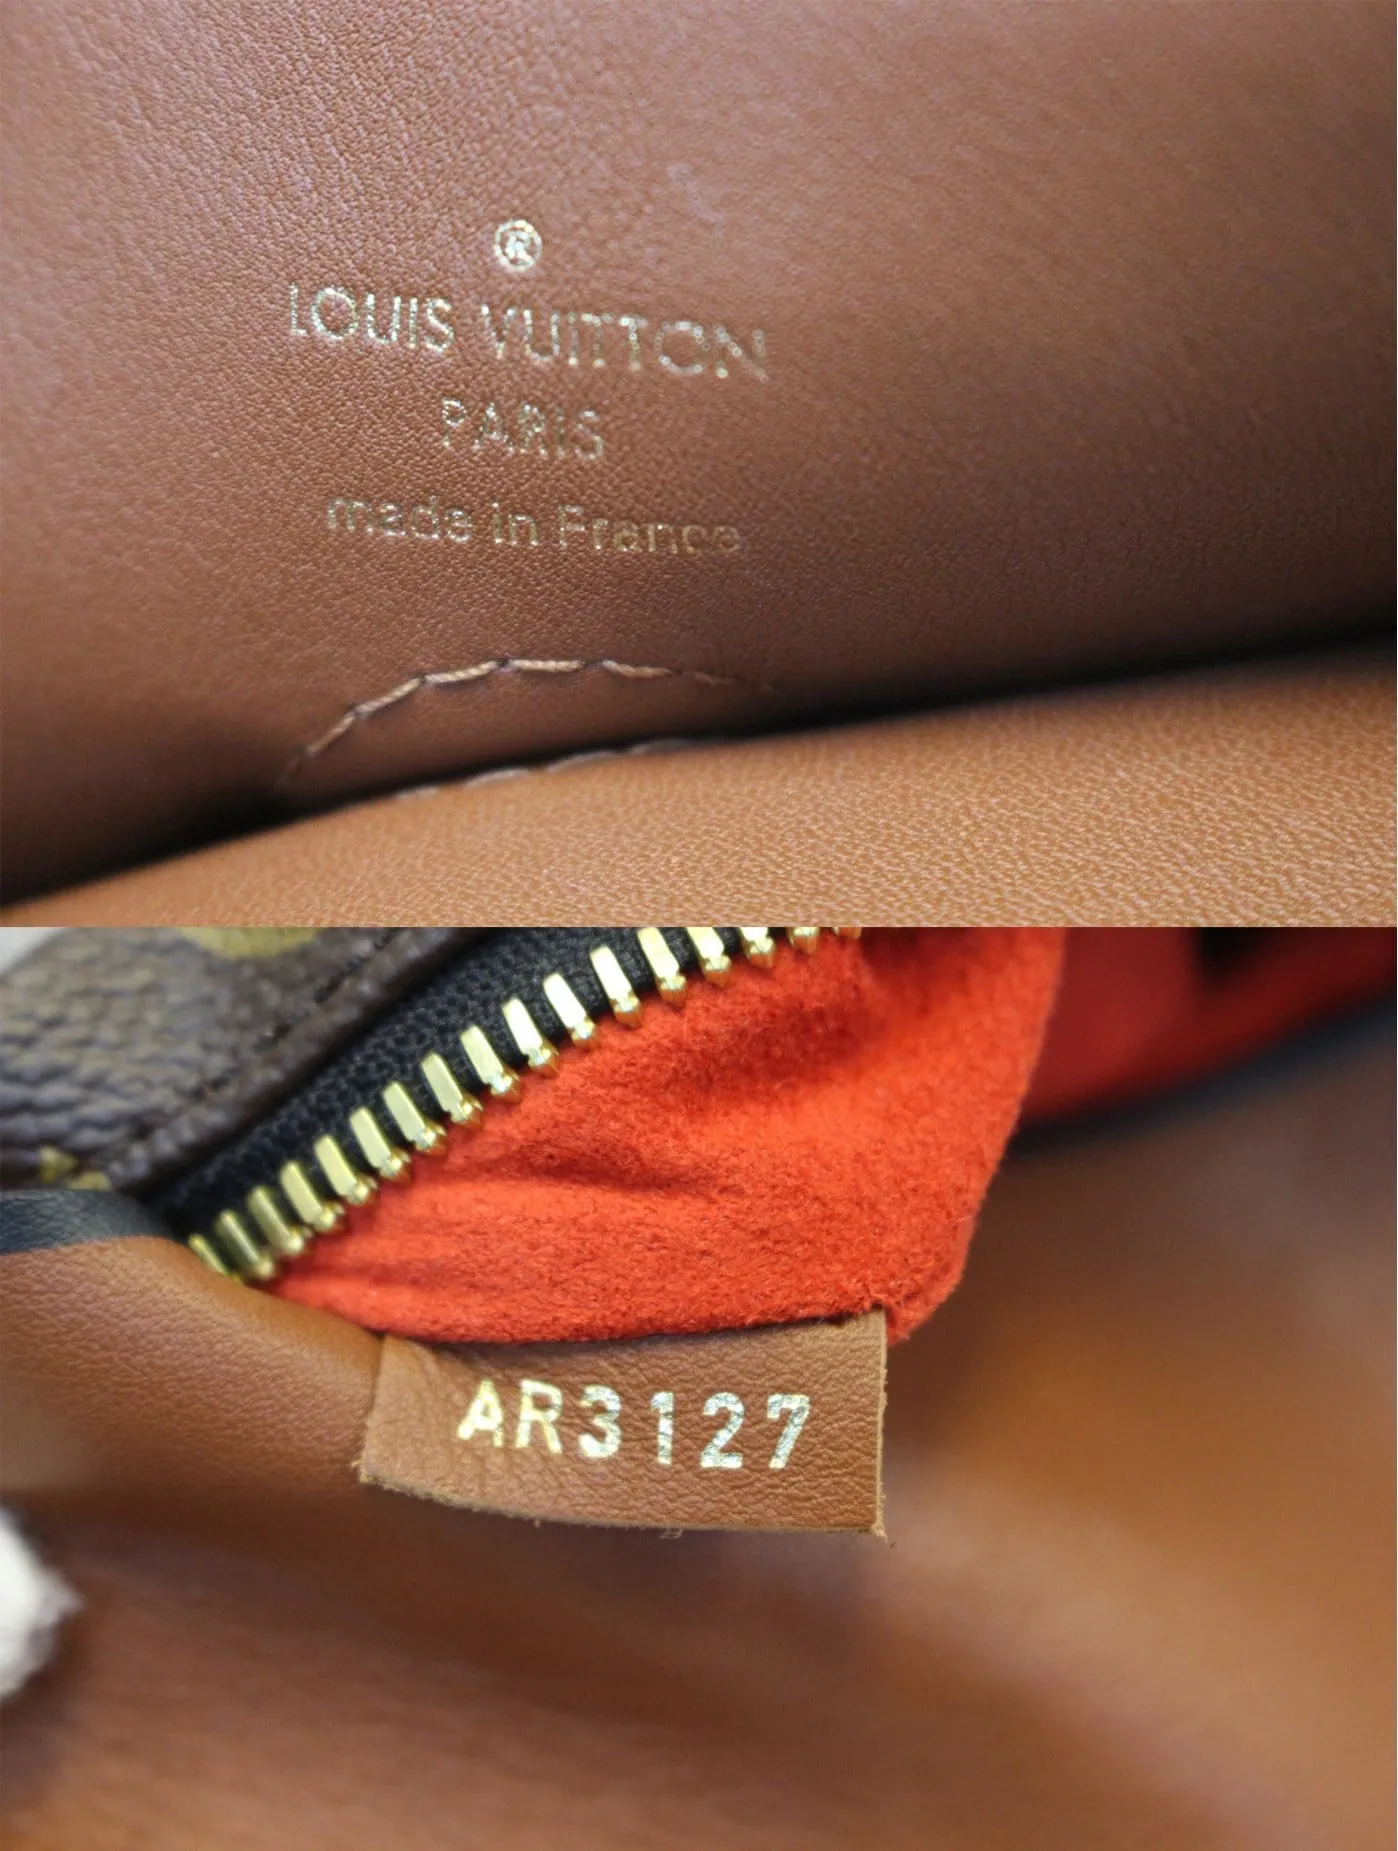 ®
LOUIS VUITTON
PARIS
made in France
AR3127